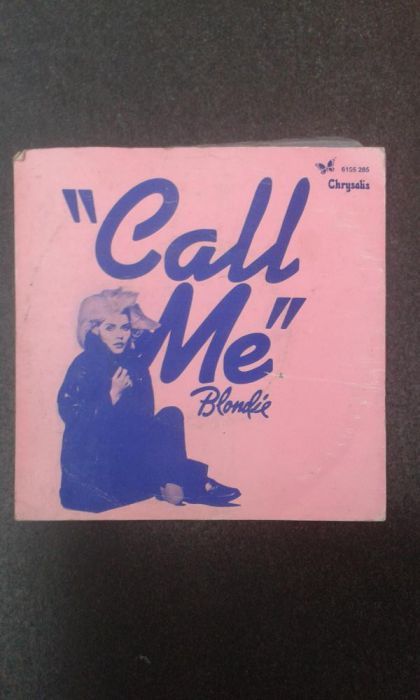 6155 285
Chrysalis
"Call
Me"
Blondie